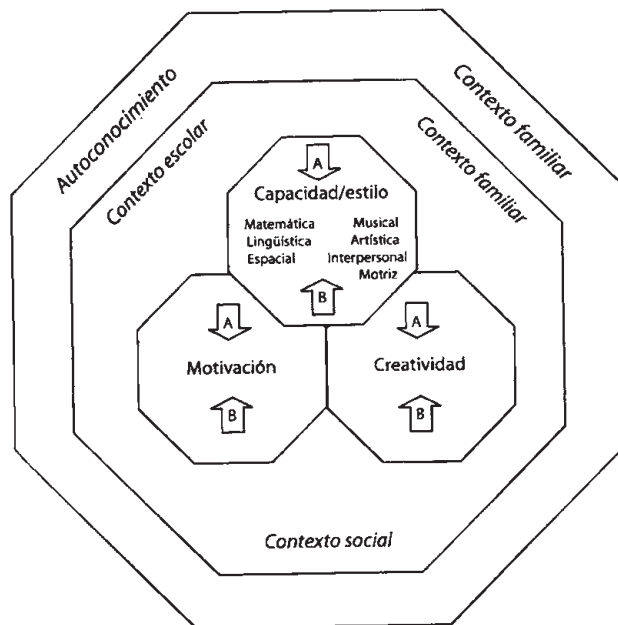 Autoconocimiento
Contexto familiar
Contexto escolar
Contexto familiar
A
Capacidad/estilo
Matemática Musical
Lingüística Artística
Espacial Interpersonal
Motriz
B
A
Motivación
B
A
Creatividad
B
Contexto social